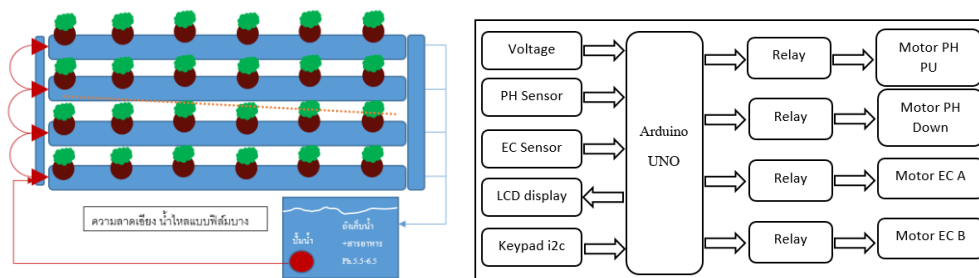 ความลาดเอียง น้ำไหลแบบฟิล์มบาง
ปั๊มน้ำ
ถังเก็บน้ำ
+สารอาหาร
Ph.5.5-6.5
Voltage
PH Sensor
EC Sensor
LCD display
Keypad i2c
Arduino
UNO
Relay
Relay
Relay
Relay
Motor PH
PU
Motor PH
Down
Motor EC A
Motor EC B